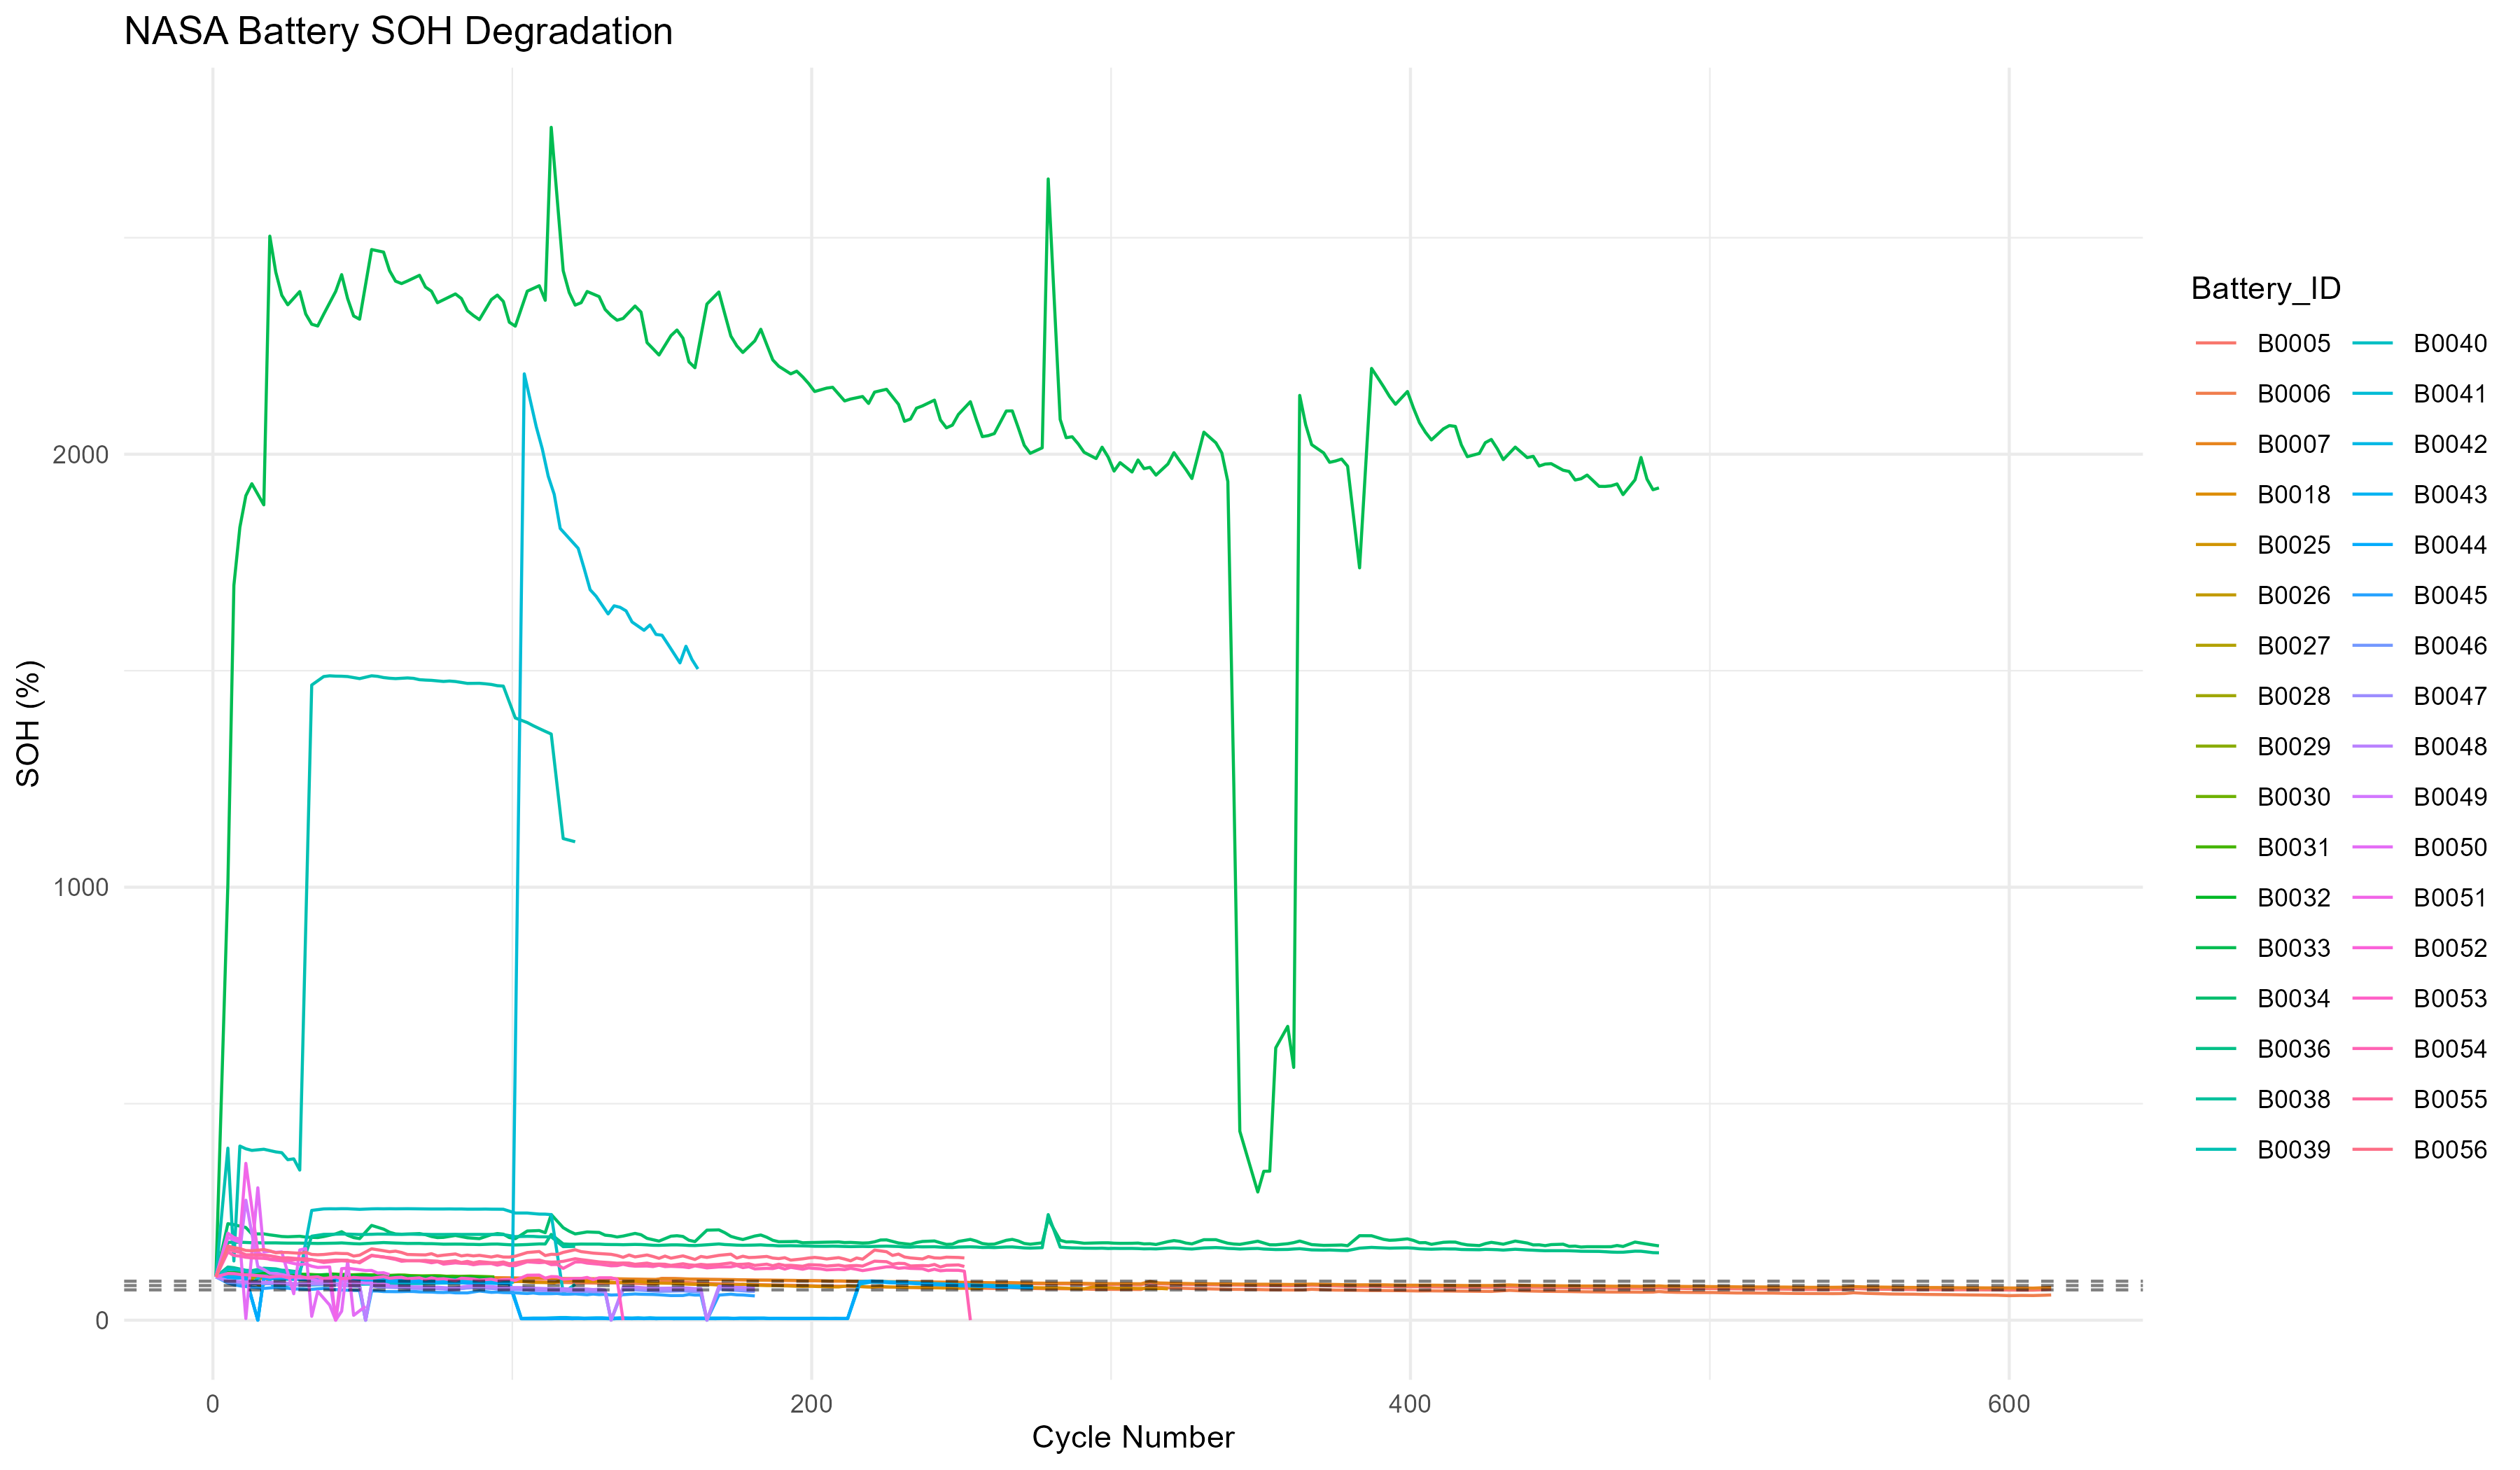 NASA Battery SOH Degradation
SOH (%)
2000
1000
0
0 200 400 600
Cycle Number
Battery_ID
B0005 B0040
B0006 B0041
B0007 B0042
B0018 B0043
B0025 B0044
B0026 B0045
B0027 B0046
B0028 B0047
B0029 B0048
B0030 B0049
B0031 B0050
B0032 B0051
B0033 B0052
B0034 B0053
B0036 B0054
B0038 B0055
B0039 B0056